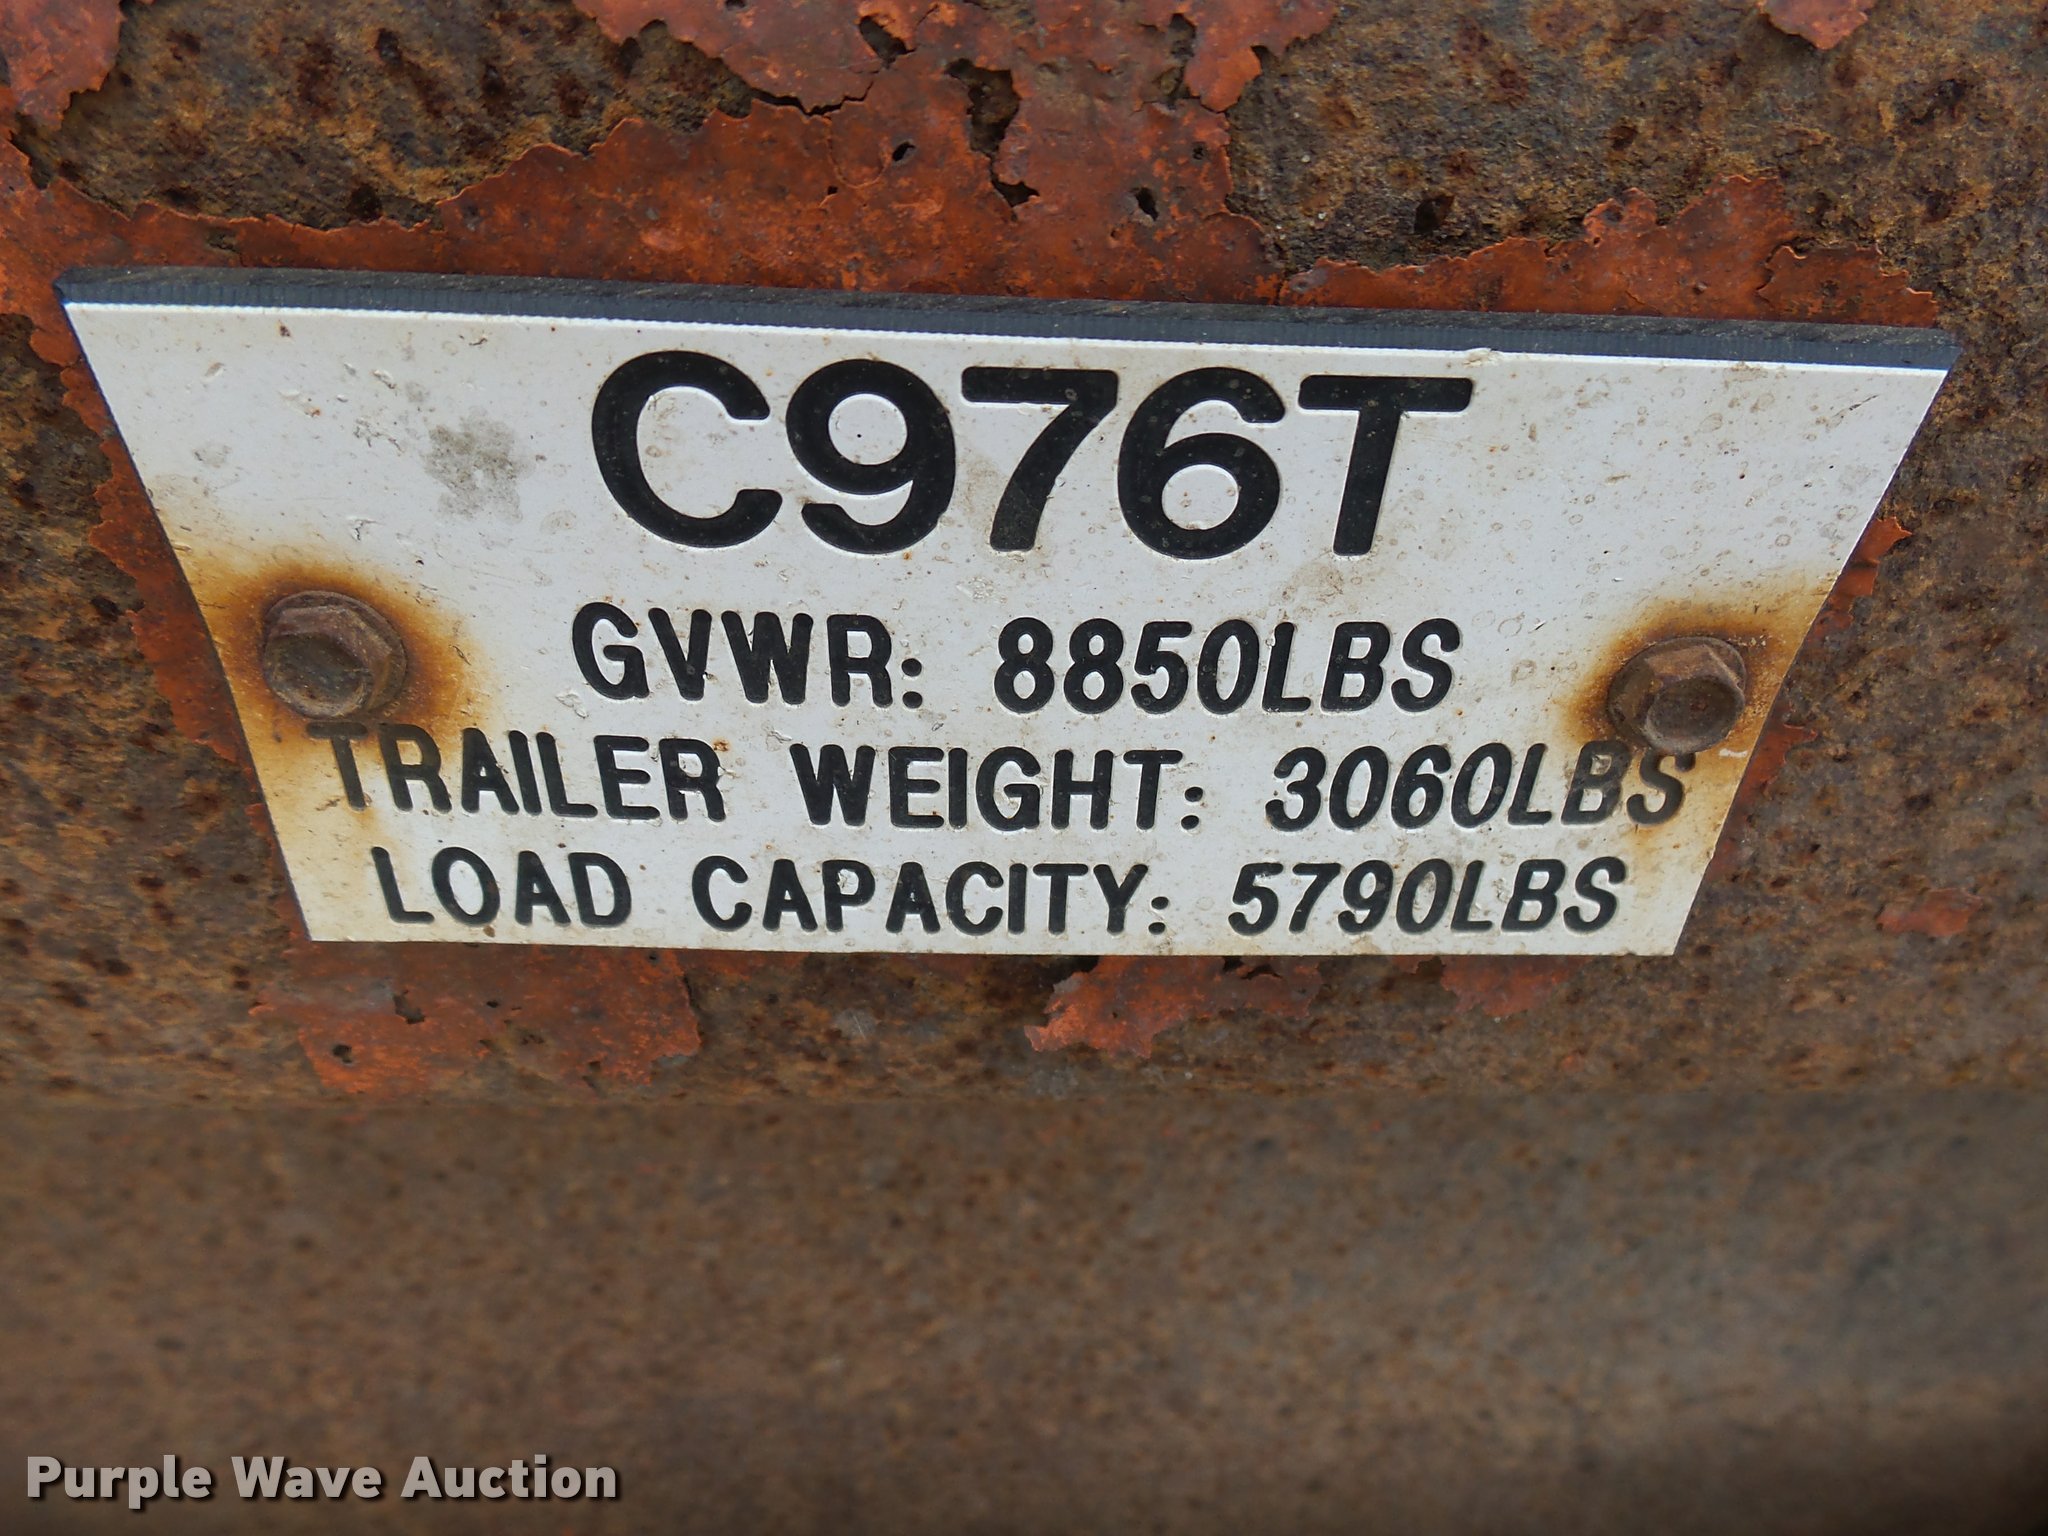 C976T
GVWR: 8850LBS
TRAILER WEIGHT: 3060LBS
LOAD CAPACITY: 5790LBS
Purple Wave Auction